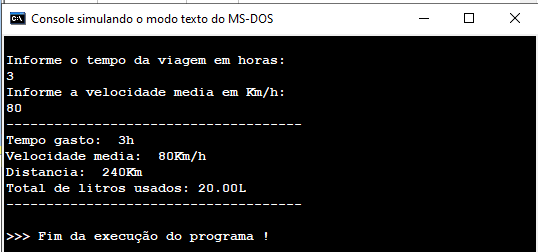 Console simulando o modo texto do MS-DOS
Informe o tempo da viagem em horas:
3
Informe a velocidade media em Km/h:
80
-------------------------------------
Tempo gasto:  3h
Velocidade media:  80Km/h
Distancia:  240Km
Total de litros usados: 20.00L
-------------------------------------
>>> Fim da execução do programa !